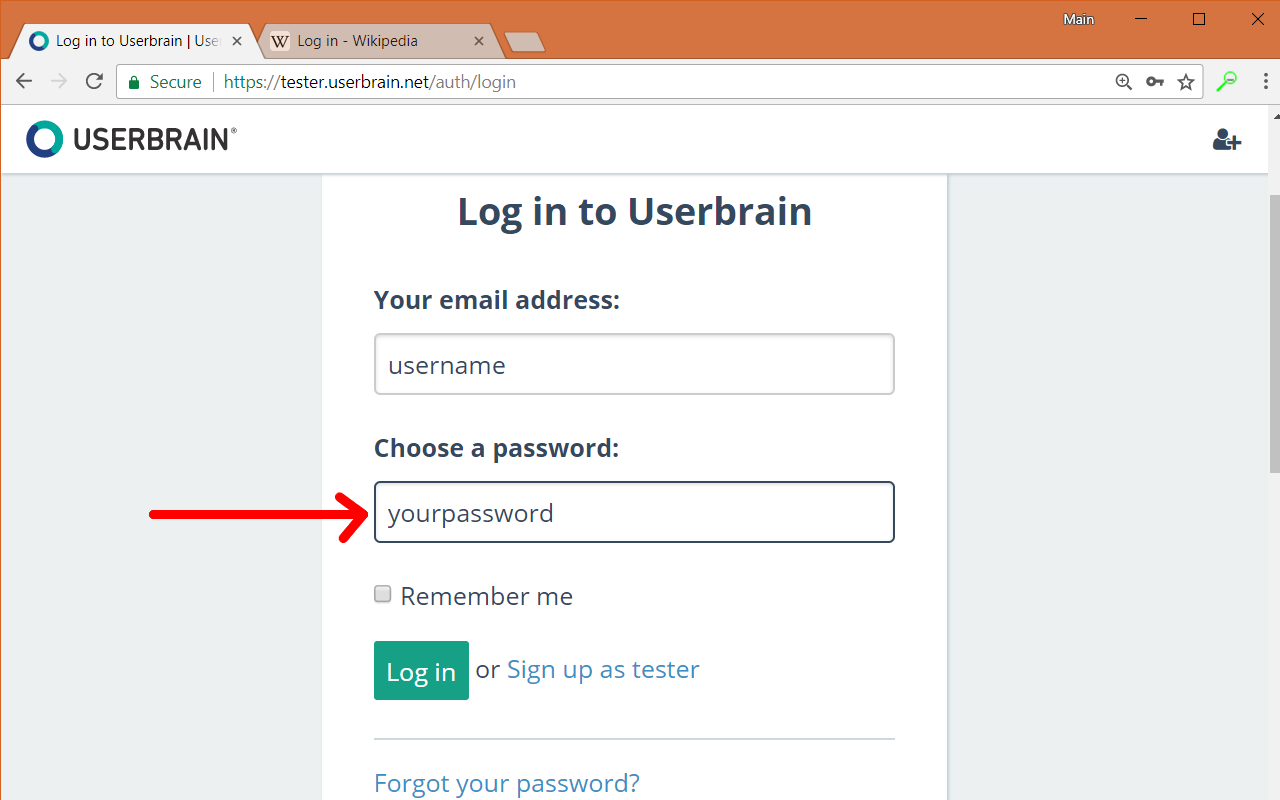 Main
Log in to Userbrain | Use
Log in - Wikipedia
Secure | https://tester.userbrain.net/auth/login
USERBRAIN®
Log in to Userbrain
Your email address:
username
Choose a password:
yourpassword
Remember me
Log in or Sign up as tester
Forgot your password?